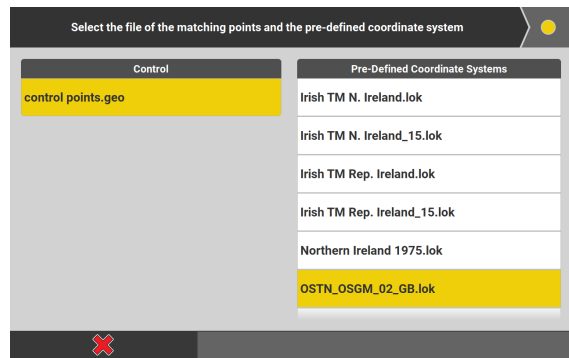 Select the file of the matching points and the pre-defined coordinate system
Control
control points.geo
Pre-Defined Coordinate Systems
Irish TM N. Ireland.lok
Irish TM N. Ireland_15.lok
Irish TM Rep. Ireland.lok
Irish TM Rep. Ireland_15.lok
Northern Ireland 1975.lok
OSTN_OSGM_02_GB.lok